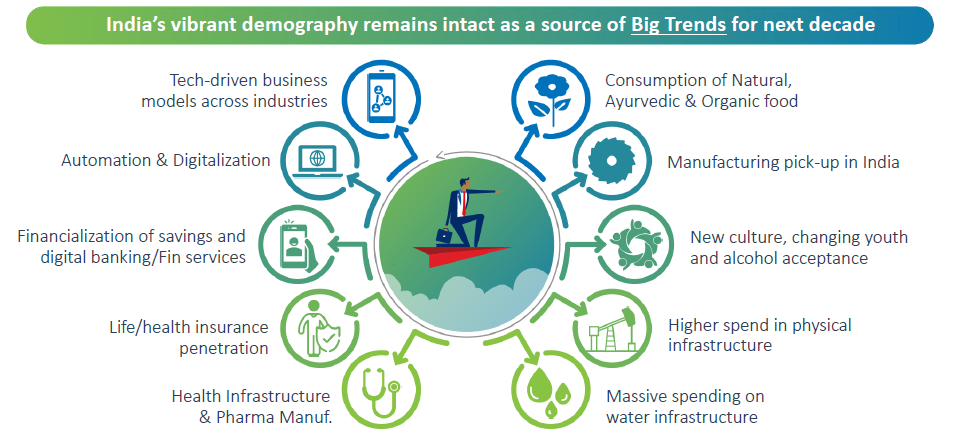 India’s vibrant demography remains intact as a source of Big Trends for next decade
Tech-driven business
models across industries
Automation & Digitalization
Financialization of savings and
digital banking/Fin services
Life/health insurance
penetration
Health Infrastructure
& Pharma Manuf.
Consumption of Natural,
Ayurvedic & Organic food
Manufacturing pick-up in India
New culture, changing youth
and alcohol acceptance
Higher spend in physical
infrastructure
Massive spending on
water infrastructure